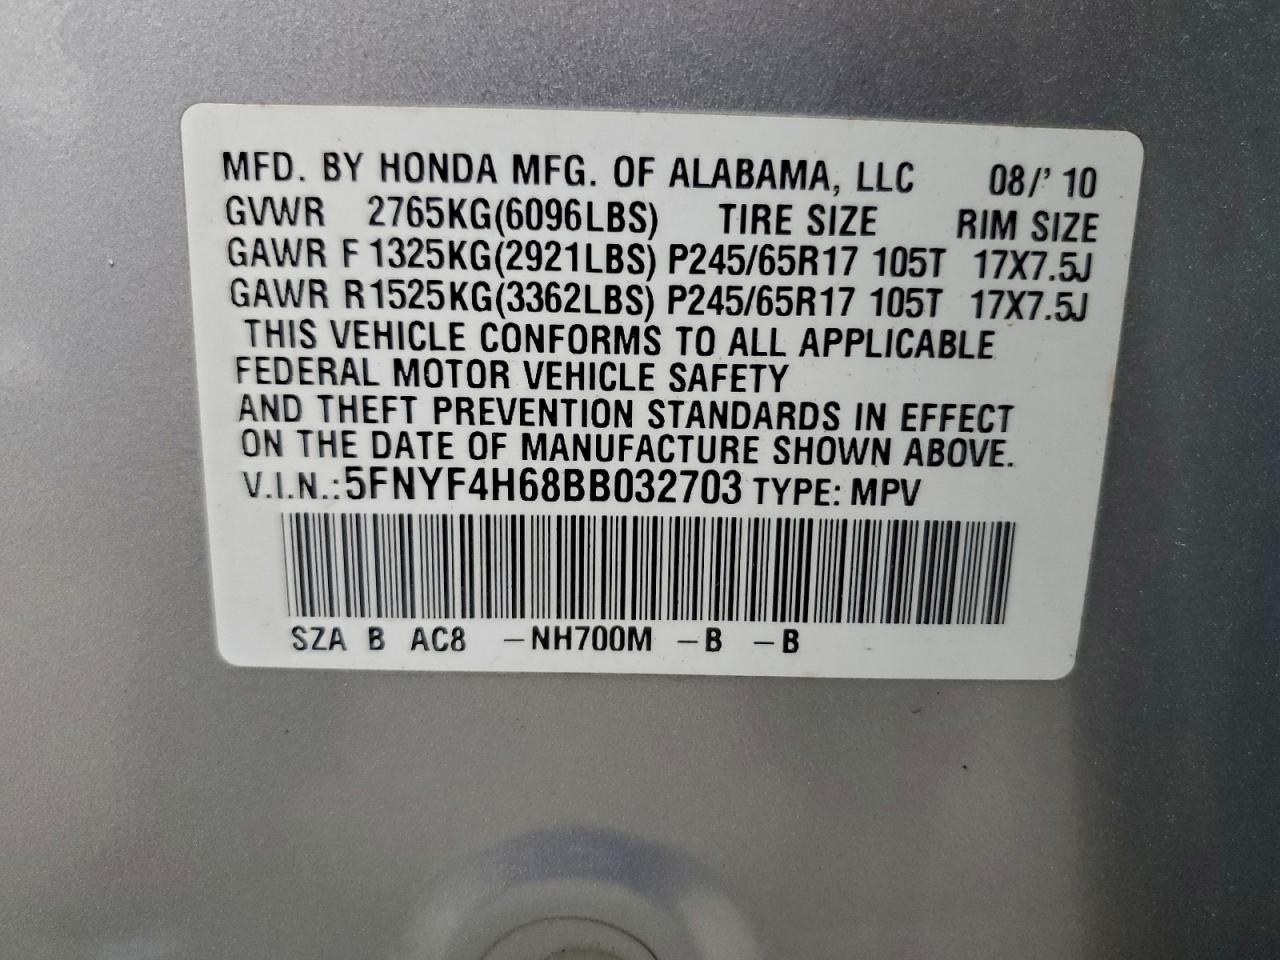 MFD. BY HONDA MFG. OF ALABAMA, LLC 08/'10
GVWR 2765KG(6096LBS) TIRE SIZE RIM SIZE
GAWR F 1325KG(2921LBS) P245/65R17 105T 17X7.5J
GAWR R1525KG(3362LBS) P245/65R17 105T 17X7.5J
THIS VEHICLE CONFORMS TO ALL APPLICABLE
FEDERAL MOTOR VEHICLE SAFETY
AND THEFT PREVENTION STANDARDS IN EFFECT
ON THE DATE OF MANUFACTURE SHOWN ABOVE.
V.I.N.:5FNYF4H68BB032703 TYPE: MPV
SZA B AC8 –NH700M –B –B